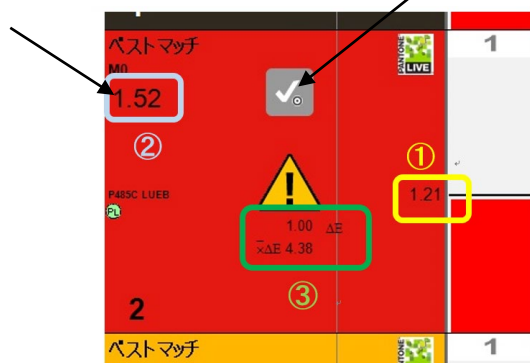 ベストマッチ
PANTONE
LIVE
1
M0
1.52
②
①
P485C LUEB
PL
1.21
1.00 ΔE
x̄ΔE 4.38
③
2
ベストマッチ
1